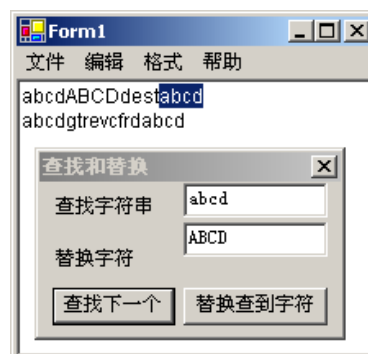 Form1
文件 编辑 格式 帮助
abcdABCDdestabcd
abcdgtrevcfrdabcd
查找和替换
查找字符串 abcd
替换字符 ABCD
查找下一个 替换查到字符